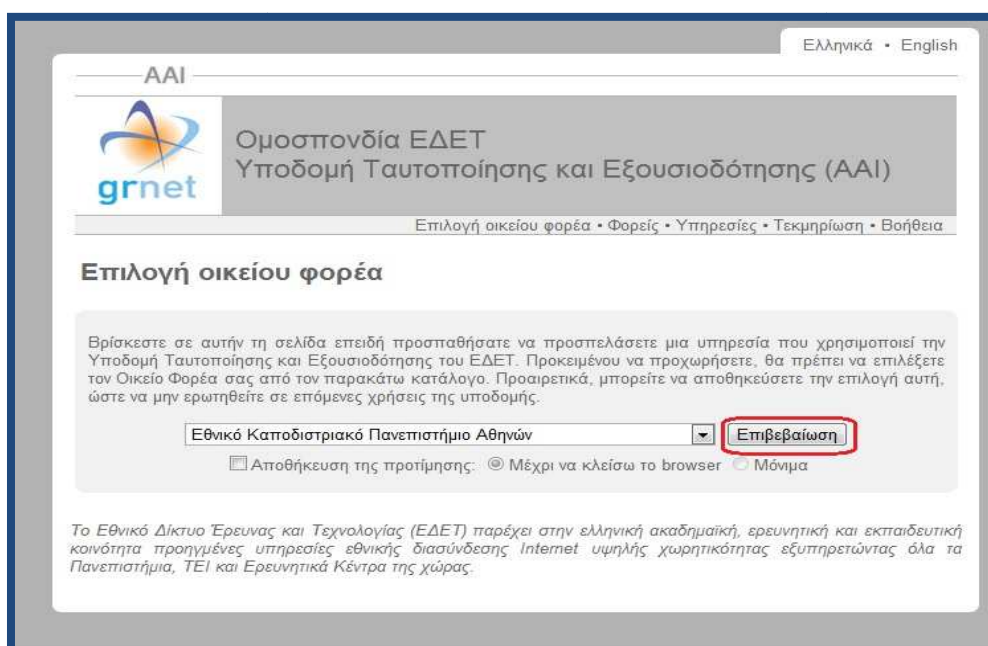 Ελληνικά • English
AAI
grnet
Ομοσπονδία ΕΔΕΤ
Υποδομή Ταυτοποίησης και Εξουσιοδότησης (ΑΑΙ)
Επιλογή οικείου φορέα • Φορείς • Υπηρεσίες • Τεκμηρίωση • Βοήθεια
Επιλογή οικείου φορέα
Βρίσκεστε σε αυτήν τη σελίδα επειδή προσπαθήσατε να προσπελάσετε μια υπηρεσία που χρησιμοποιεί την
Υποδομή Ταυτοποίησης και Εξουσιοδότησης του ΕΔΕΤ. Προκειμένου να προχωρήσετε, θα πρέπει να επιλέξετε
τον Οικείο Φορέα σας από τον παρακάτω κατάλογο. Προαιρετικά, μπορείτε να αποθηκεύσετε την επιλογή αυτή,
ώστε να μην ερωτηθείτε σε επόμενες χρήσεις της υποδομής.
Εθνικό Καποδιστριακό Πανεπιστήμιο Αθηνών Επιβεβαίωση
Αποθήκευση της προτίμησης: Μέχρι να κλείσω το browser Μόνιμα
Το Εθνικό Δίκτυο Έρευνας και Τεχνολογίας (ΕΔΕΤ) παρέχει στην ελληνική ακαδημαϊκή, ερευνητική και εκπαιδευτική
κοινότητα προηγμένες υπηρεσίες εθνικής διασύνδεσης Internet υψηλής χωρητικότητας εξυπηρετώντας όλα τα
Πανεπιστήμια, ΤΕΙ και Ερευνητικά Κέντρα της χώρας.